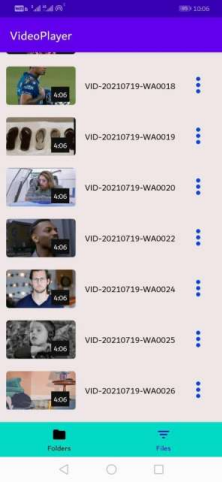 10:06
VideoPlayer
4:06
VID-20210719-WA0018
4:06
VID-20210719-WA0019
4:06
VID-20210719-WA0020
4:06
VID-20210719-WA0022
4:06
VID-20210719-WA0024
4:06
VID-20210719-WA0025
4:06
VID-20210719-WA0026
Folders
Files